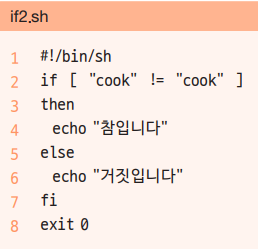 if2.sh
1 #!/bin/sh
2 if [ "cook" != "cook" ]
3 then
4 echo "참입니다"
5 else
6 echo "거짓입니다"
7 fi
8 exit 0